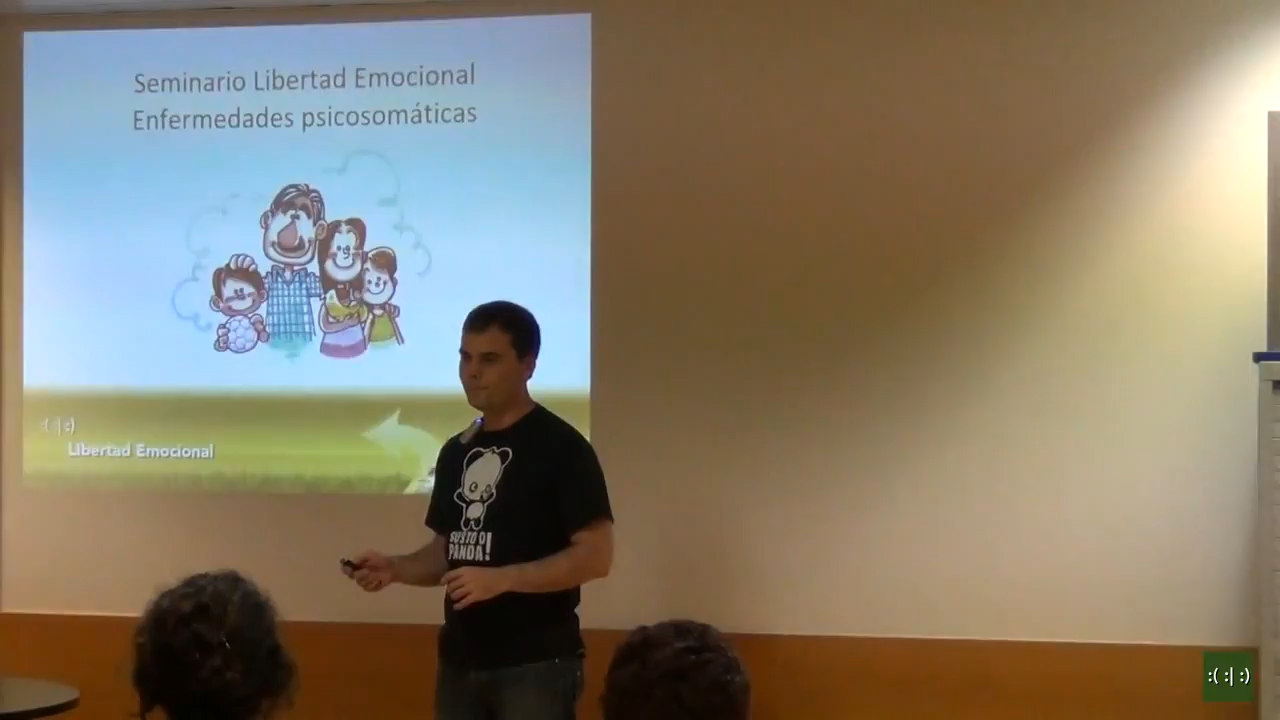 Seminario Libertad Emocional
Enfermedades psicosomáticas
:( :| :)
Libertad Emocional
SUSTO O
PANDA!
:( :| :)